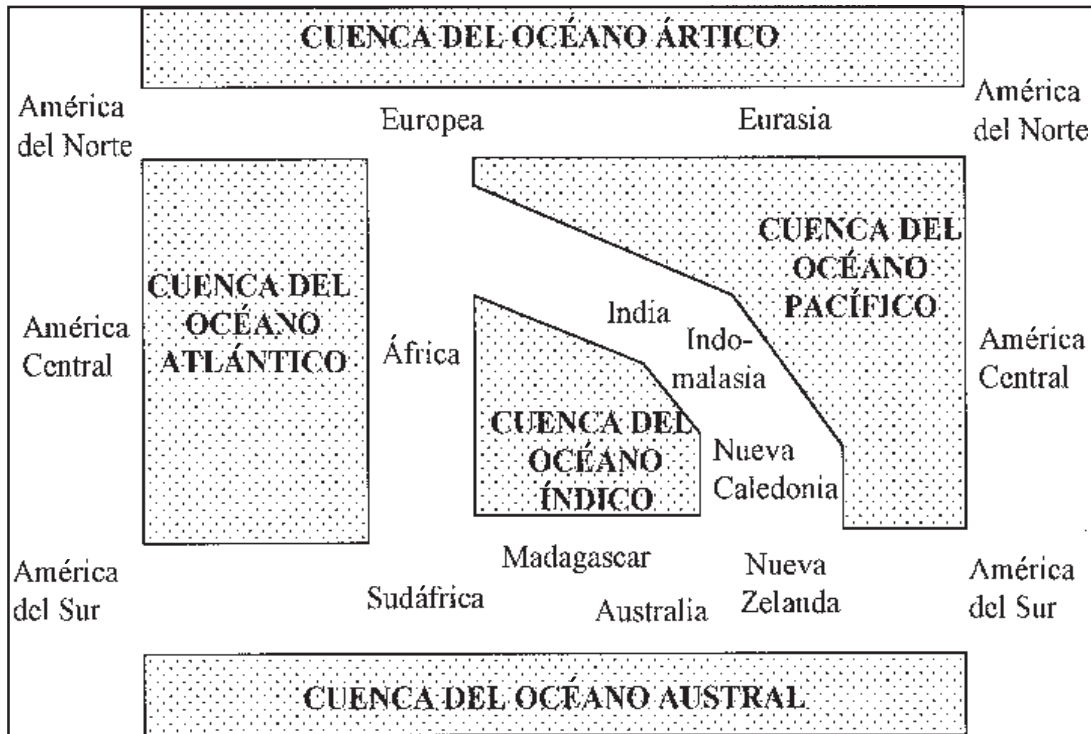 CUENCA DEL OCÉANO ÁRTICO
América
del Norte
Europea
Eurasia
América
del Norte
CUENCA DEL
OCÉANO
ATLÁNTICO
CUENCA DEL
OCÉANO
PACÍFICO
América
Central
África
India
Indo-
malasia
América
Central
CUENCA DEL
OCÉANO
ÍNDICO
Nueva
Caledonia
América
del Sur
Madagascar
Sudáfrica
Australia
Nueva
Zelanda
América
del Sur
CUENCA DEL OCÉANO AUSTRAL